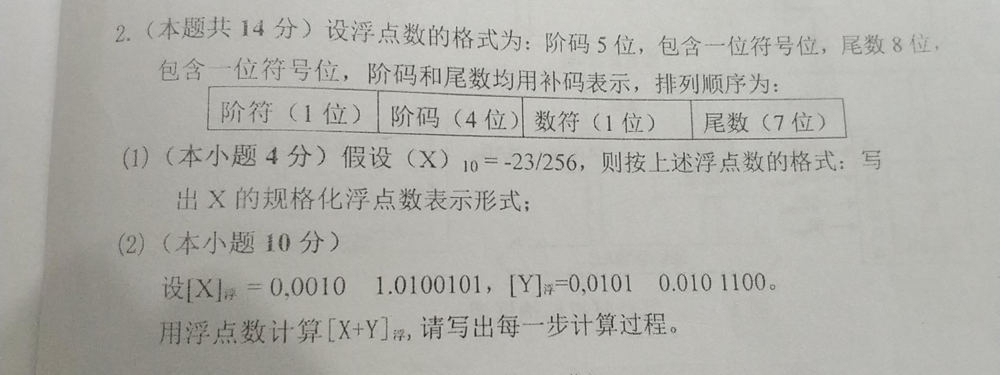 2.（本题共 14 分）设浮点数的格式为：阶码 5 位，包含一位符号位，尾数 8 位，
包含一位符号位，阶码和尾数均用补码表示，排列顺序为：
阶符（1 位） 阶码（4 位） 数符（1 位） 尾数（7 位）
(1)（本小题 4 分）假设（X）10 = -23/256，则按上述浮点数的格式：写
出 X 的规格化浮点数表示形式；
(2)（本小题 10 分）
设[X]浮 = 0,0010 1.0100101，[Y]浮=0,0101 0.010 1100。
用浮点数计算[X+Y]浮, 请写出每一步计算过程。